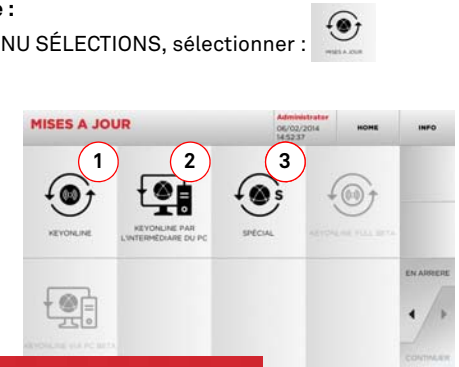 e :
NU SÉLECTIONS, sélectionner :
MISES A JOUR
MISES A JOUR
Administrator
06/02/2014
14:52:37
HOME
INFO
1
2
3
KEYONLINE
KEYONLINE PAR
L'INTERMÉDIARE DU PC
S
SPÉCIAL
KEYONLINE FULL BETA
EN ARRIERE
KEYONLINE VIA PC BETA
CONTINUER